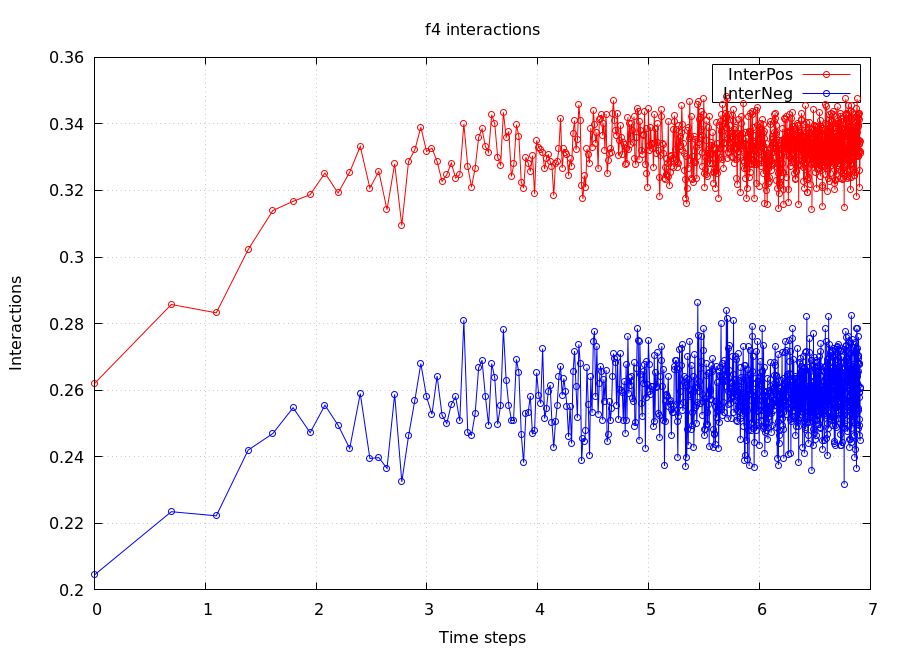 f4 interactions
0.36
0.34
0.32
0.3
0.28
0.26
0.24
0.22
0.2
0 1 2 3 4 5 6 7
Interactions
Time steps
InterPos
InterNeg